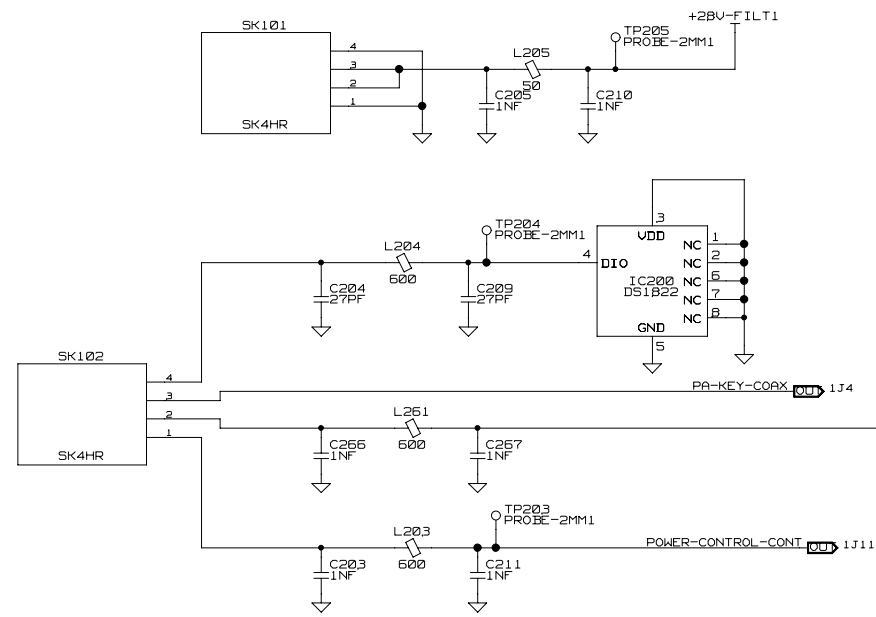 SK101
4
3
2
1
SK4HR
C205
1NF
L205
50
C210
1NF
TP205
PROBE-2MM1
+28V-FILT1
L204
600
C204
27PF
C209
27PF
TP204
PROBE-2MM1
3
VDD
4
DIO
IC200
DS1822
NC
1
NC
2
NC
6
NC
7
NC
8
GND
5
SK102
4
3
2
1
SK4HR
PA-KEY-COAX
OUT
1J4
L261
600
C266
1NF
C267
1NF
L203
600
C203
1NF
C211
1NF
TP203
PROBE-2MM1
POWER-CONTROL-CONT
OUT
1J11